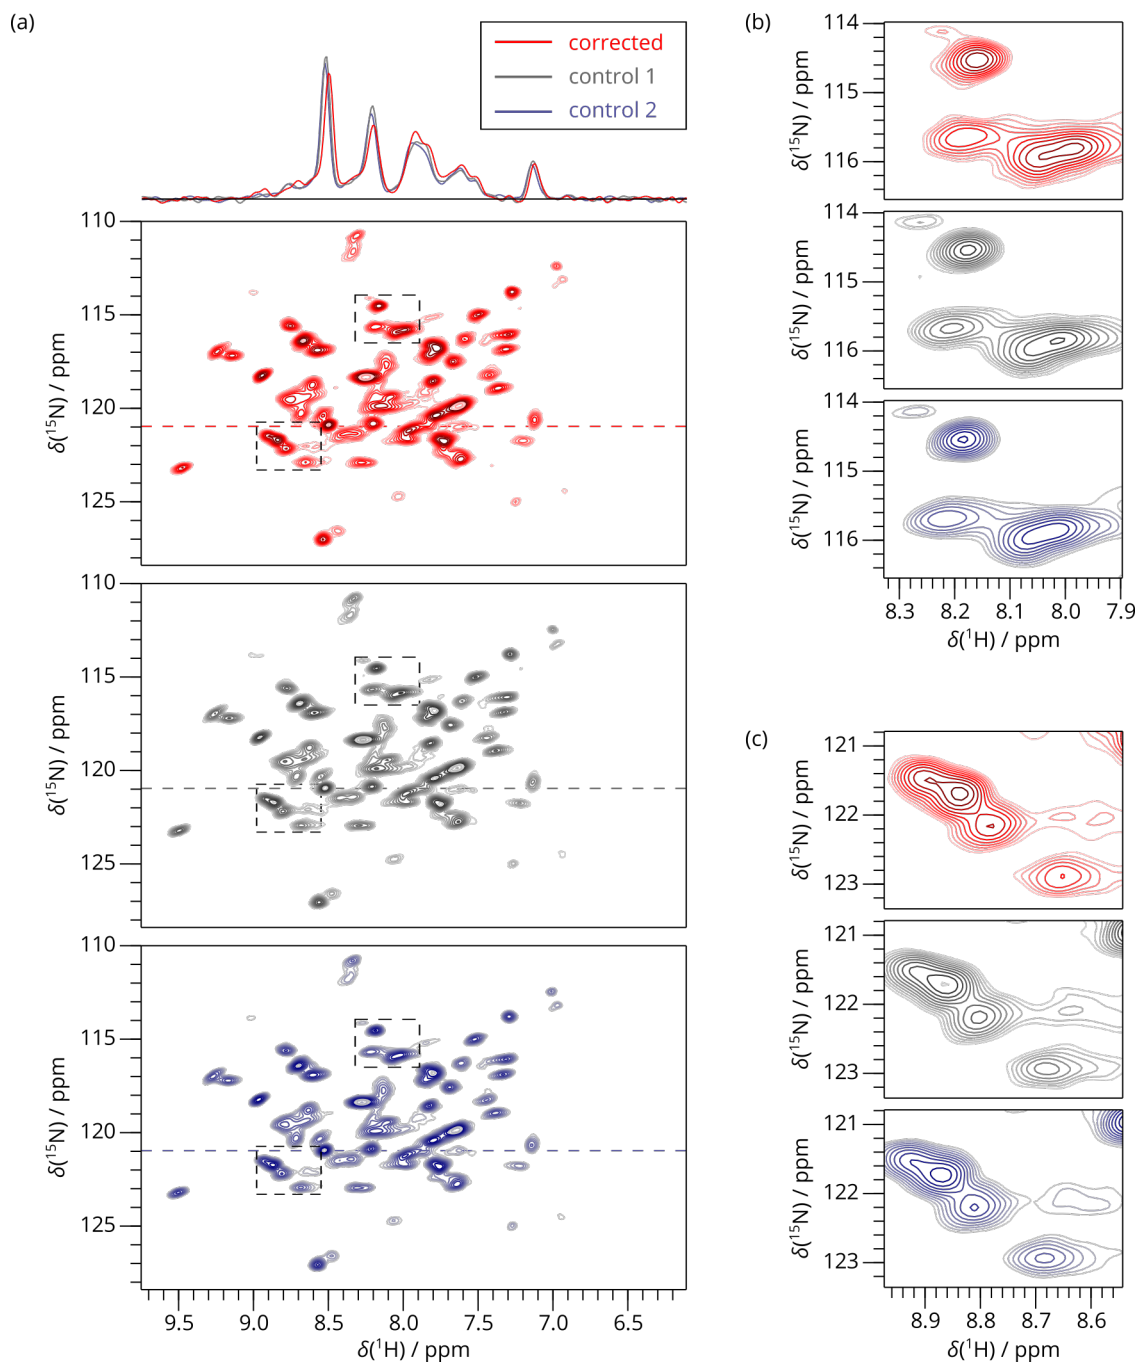 (a)
corrected
control 1
control 2
110
115
120
125
δ(¹⁵N) / ppm
110
115
120
125
δ(¹⁵N) / ppm
110
115
120
125
δ(¹⁵N) / ppm
9.5 9.0 8.5 8.0 7.5 7.0 6.5
δ(¹H) / ppm
(b)
114
115
116
δ(¹⁵N) / ppm
114
115
116
δ(¹⁵N) / ppm
114
115
116
δ(¹⁵N) / ppm
8.3 8.2 8.1 8.0 7.9
δ(¹H) / ppm
(c)
121
122
123
δ(¹⁵N) / ppm
121
122
123
δ(¹⁵N) / ppm
121
122
123
δ(¹⁵N) / ppm
8.9 8.8 8.7 8.6
δ(¹H) / ppm